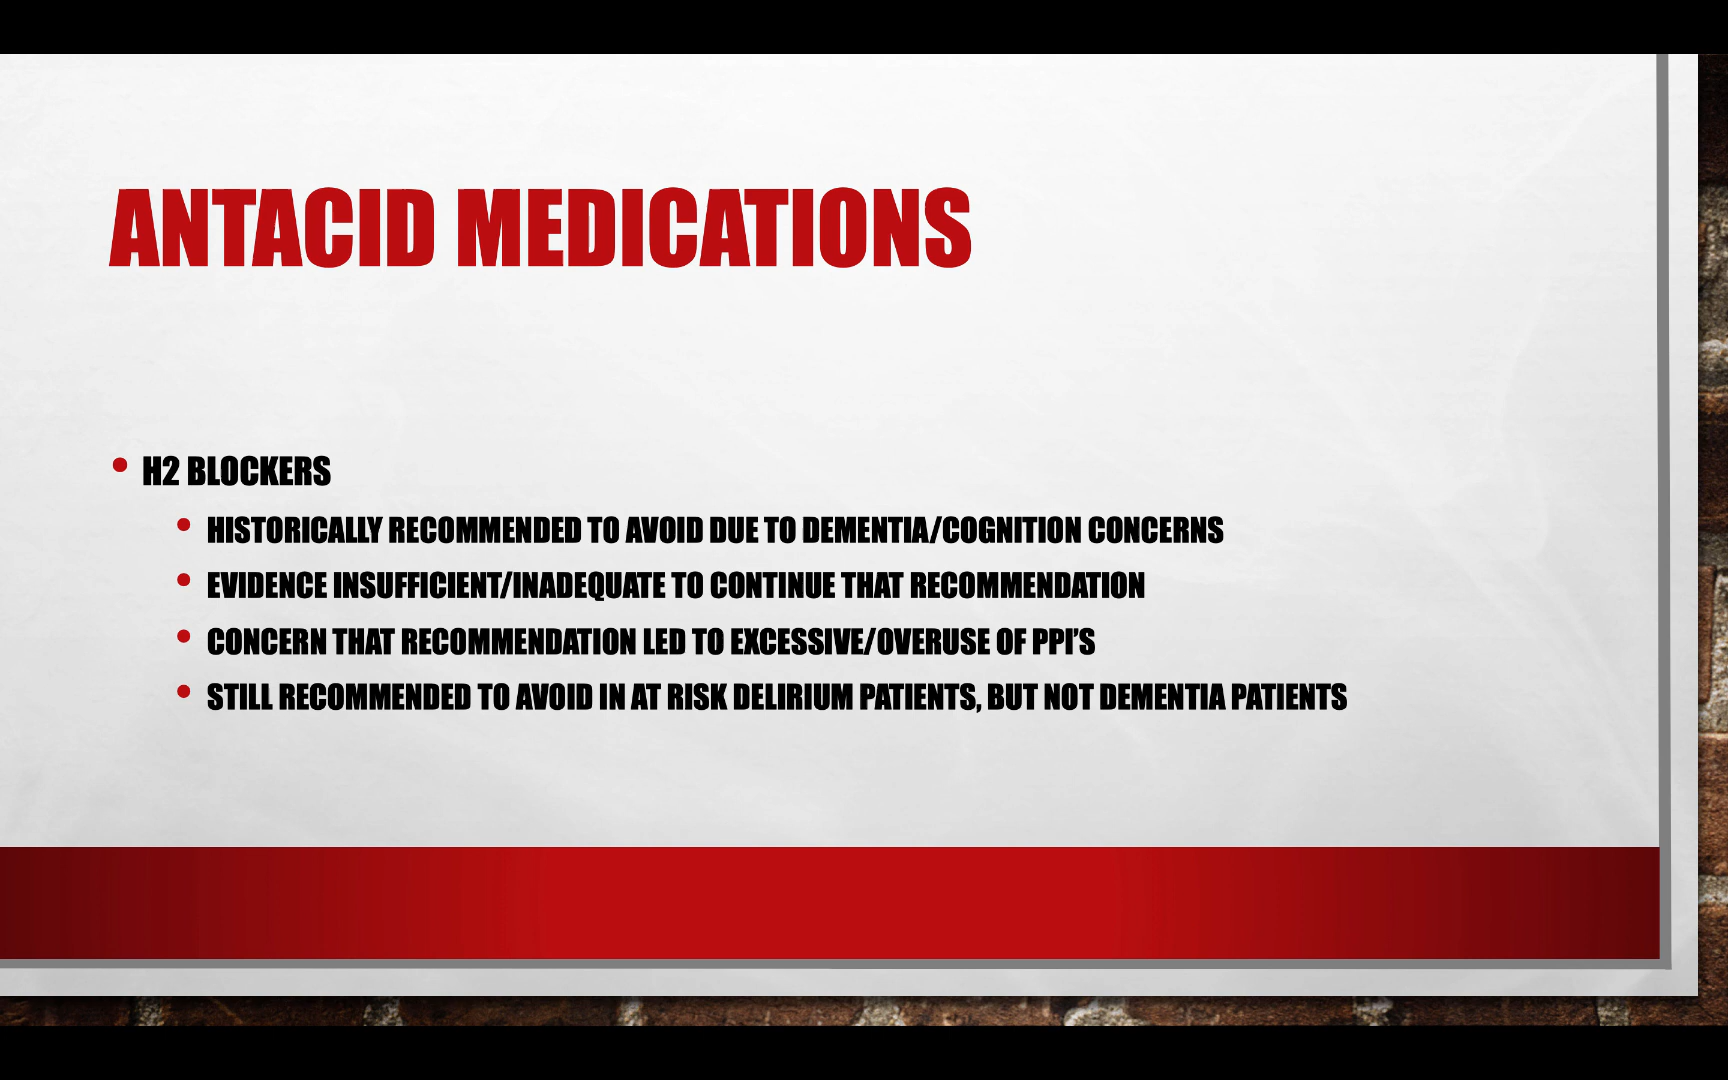 ANTACID MEDICATIONS
• H2 BLOCKERS
• HISTORICALLY RECOMMENDED TO AVOID DUE TO DEMENTIA/COGNITION CONCERNS
• EVIDENCE INSUFFICIENT/INADEQUATE TO CONTINUE THAT RECOMMENDATION
• CONCERN THAT RECOMMENDATION LED TO EXCESSIVE/OVERUSE OF PPI’S
• STILL RECOMMENDED TO AVOID IN AT RISK DELIRIUM PATIENTS, BUT NOT DEMENTIA PATIENTS